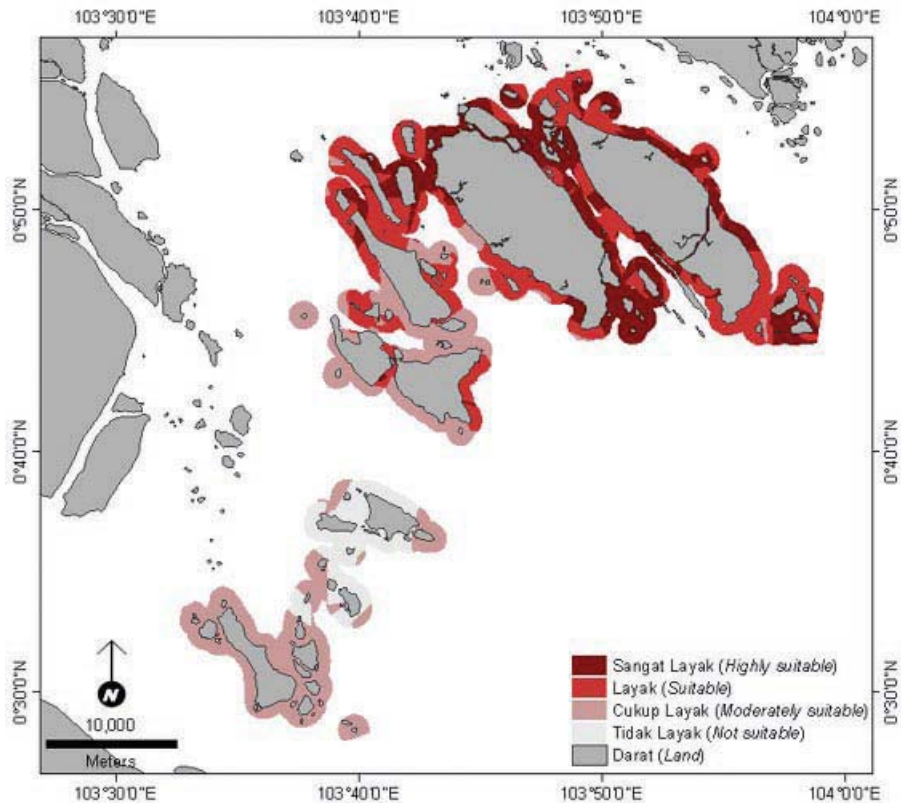 103°30'0"E 103°40'0"E 103°50'0"E 104°0'0"E
0°50'0"N 0°50'0"N
0°40'0"N 0°40'0"N
0°30'0"N 0°30'0"N
N
10,000
Meters
Sangat Layak (Highly suitable)
Layak (Suitable)
Cukup Layak (Moderately suitable)
Tidak Layak (Not suitable)
Darat (Land)
103°30'0"E 103°40'0"E 103°50'0"E 104°0'0"E